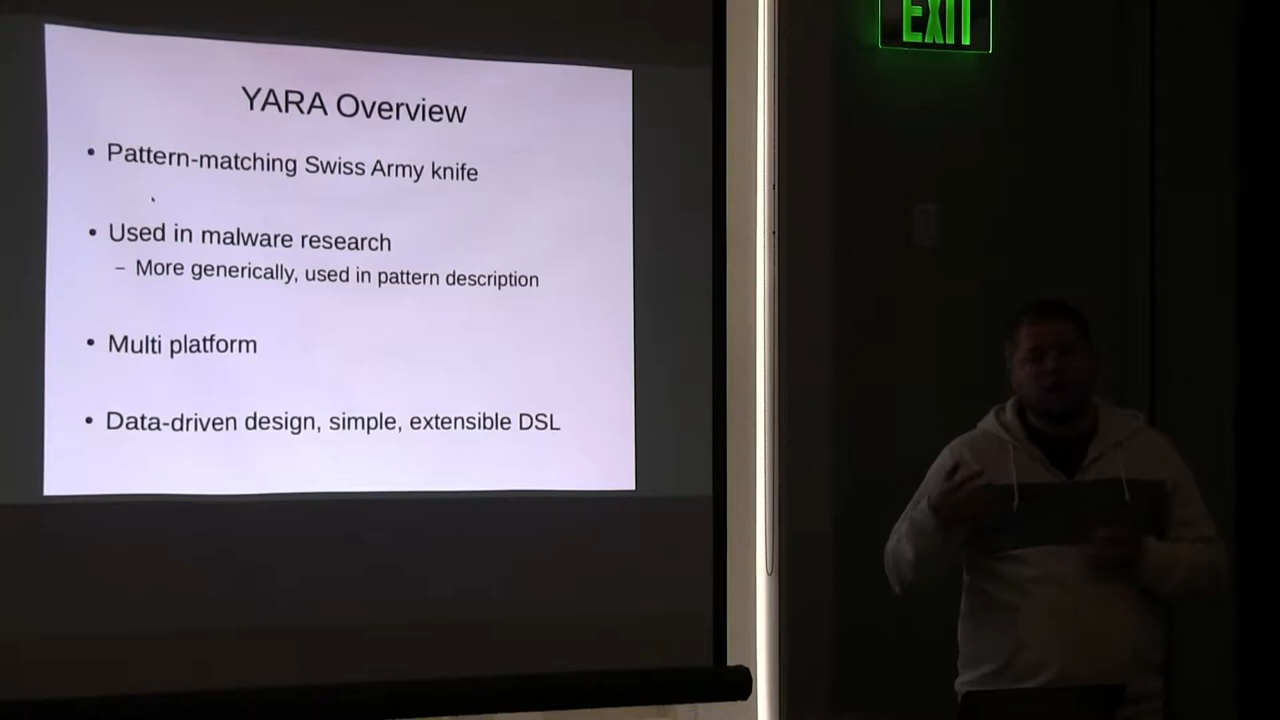 YARA Overview
• Pattern-matching Swiss Army knife
• Used in malware research
– More generically, used in pattern description
• Multi platform
• Data-driven design, simple, extensible DSL
EXIT